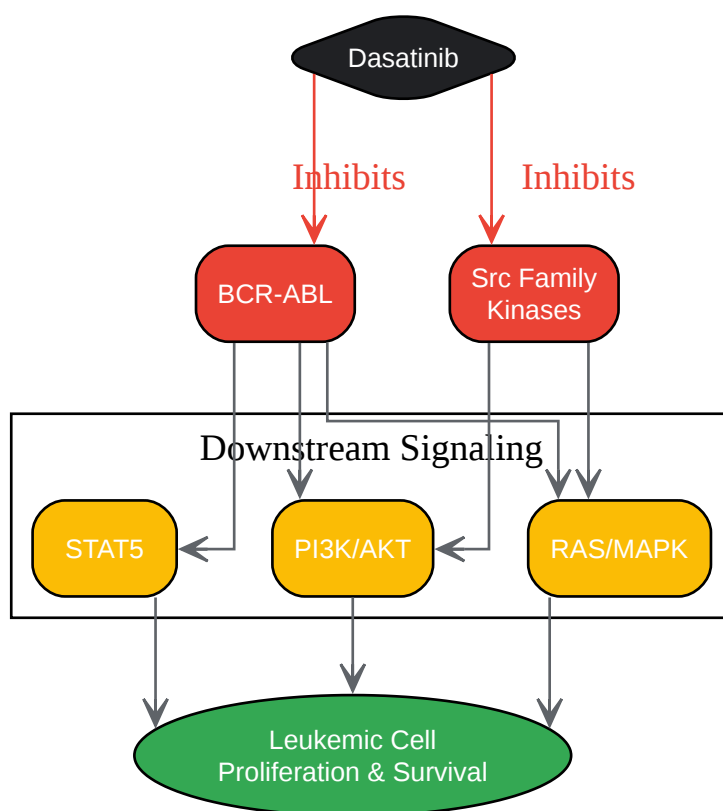 Dasatinib
Inhibits
Inhibits
BCR-ABL
Src Family
Kinases
Downstream Signaling
STAT5
PI3K/AKT
RAS/MAPK
Leukemic Cell
Proliferation & Survival